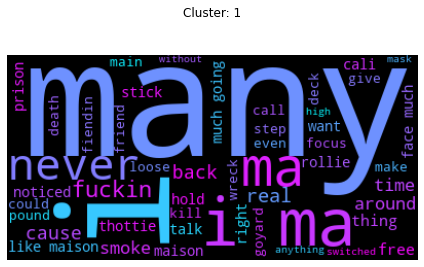 Cluster: 1
many
prison
main
without
mask
death
fiendin
stick
friend
much going
deck
cali
give
high
call
step
even
want
focus
rollie
make
face much
never
i
ma
back
real
wreck
time
around
thing
noticed
fuckin
loose
could
pound
cause
thottie
hold
kill
talk
right
i ma
goyard
anything
switched
free
like maison
smoke
maison